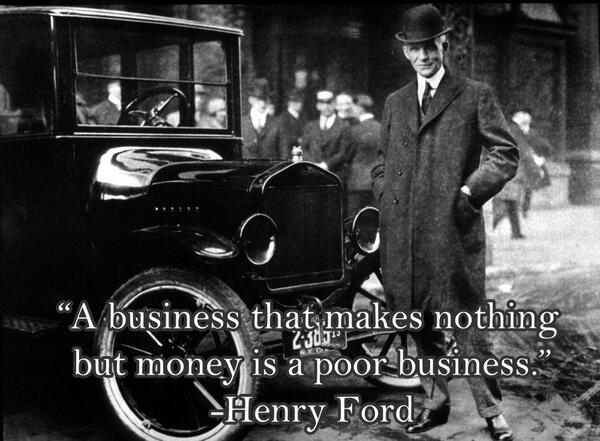 “A business that makes nothing
but money is a poor business.”
-Henry Ford